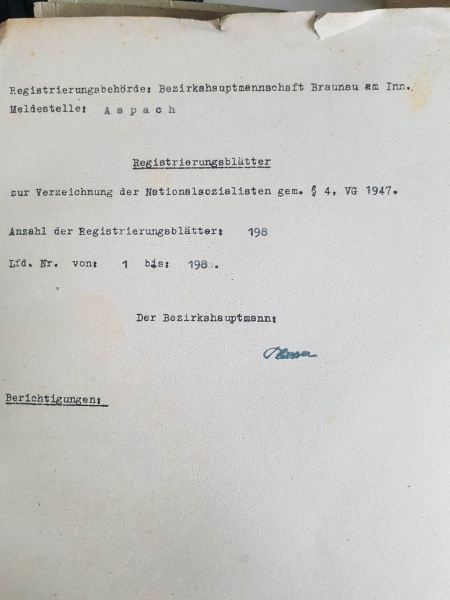 Registrierungsbehörde: Bezirkshauptmannschaft Braunau am Inn.
Meldestelle: A s p a c h
Registrierungsblätter
zur Verzeichnung der Nationalsozialisten gem. § 4, VG 1947.
Anzahl der Registrierungsblätter: 198
Lfd. Nr. von: 1 bis: 198 .
Der Bezirkshauptmann:
Berichtigungen: